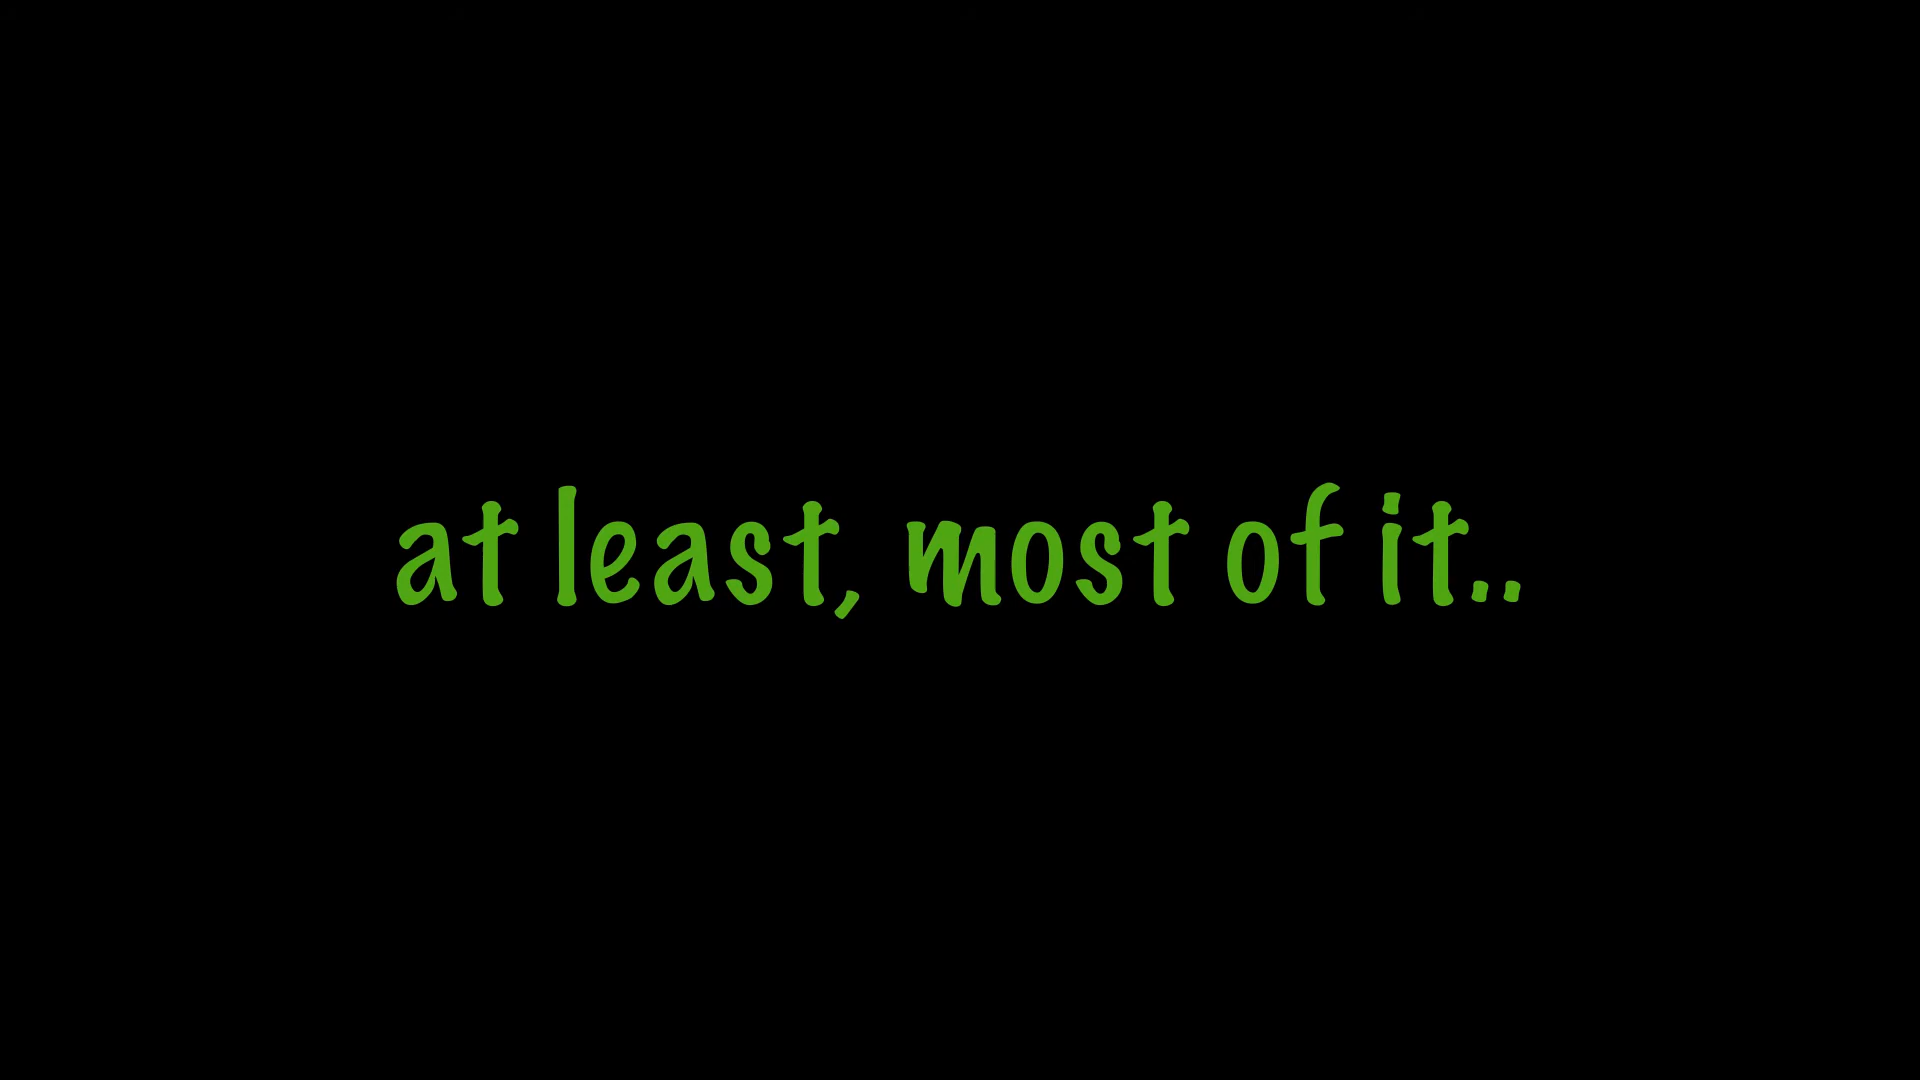 at least, most of it..